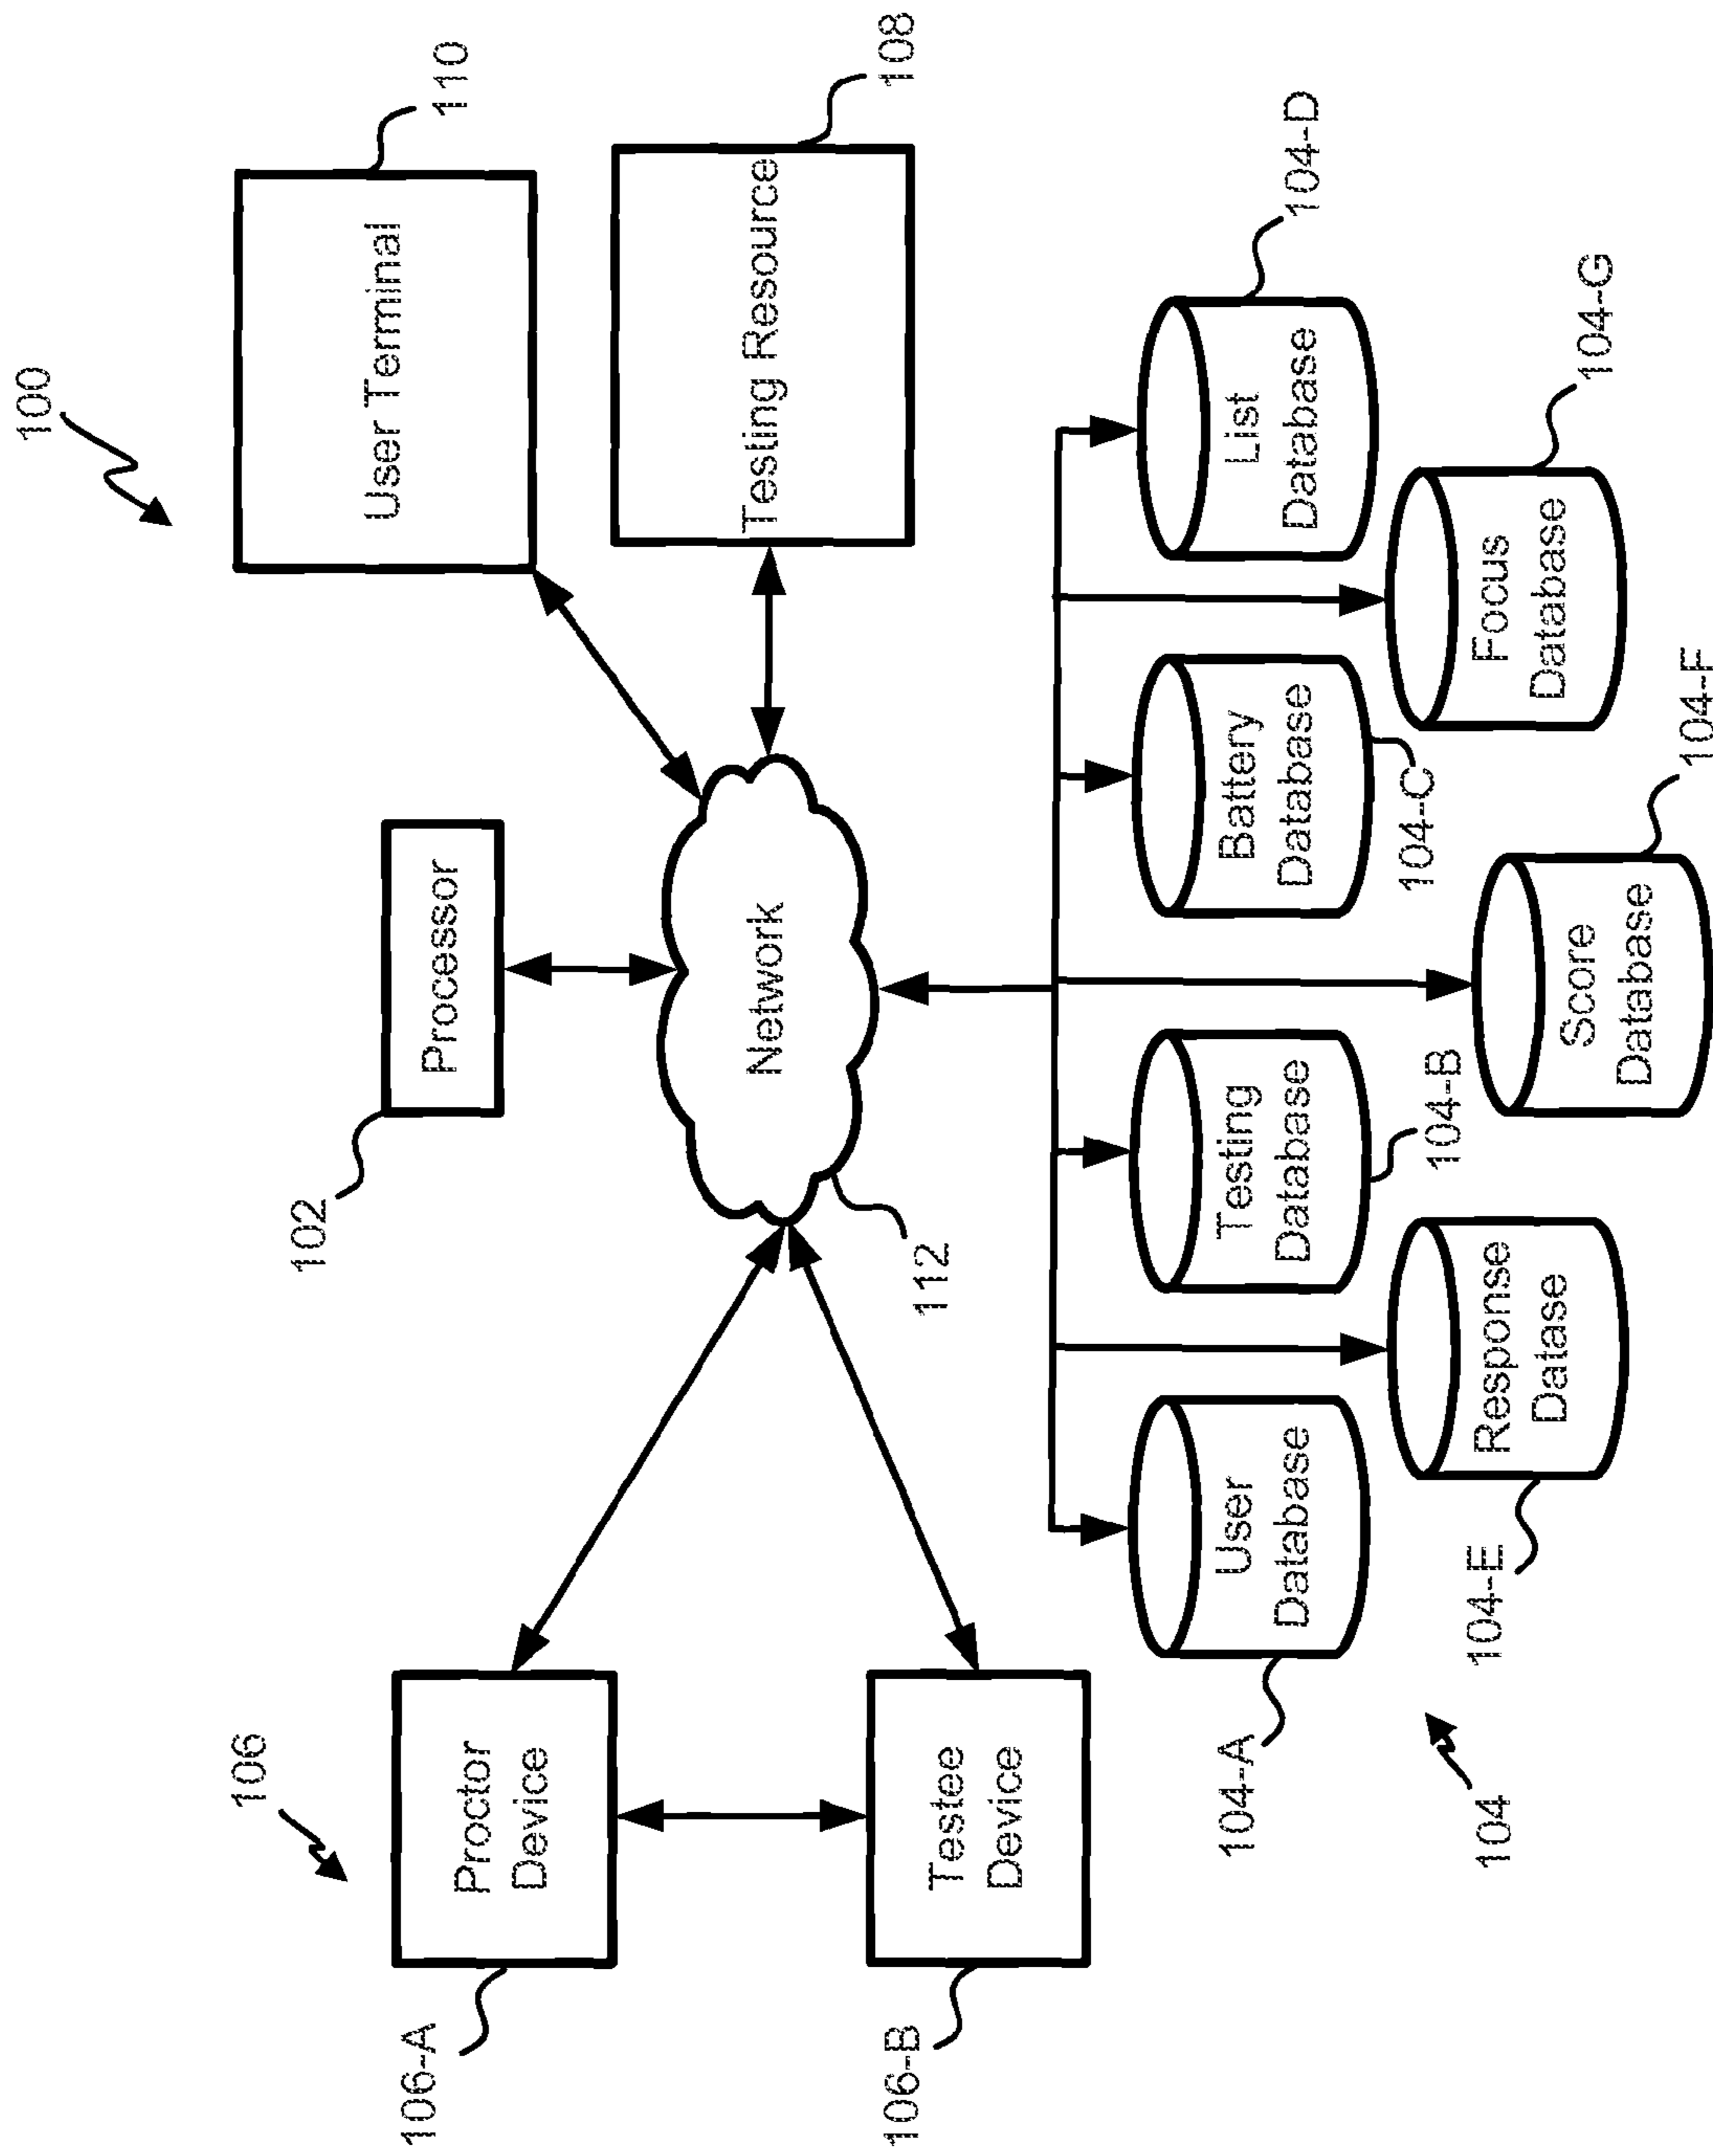 100
102
Processor
User Terminal
110
106
106-A
Proctor
Device
Network
112
Testing Resource
108
106-B
Testee
Device
104-A
User
Database
Testing
Database
104-B
Battery
Database
104-C
List
Database
104-D
104
104-E
Response
Datase
Score
Database
104-F
Focus
Database
104-G